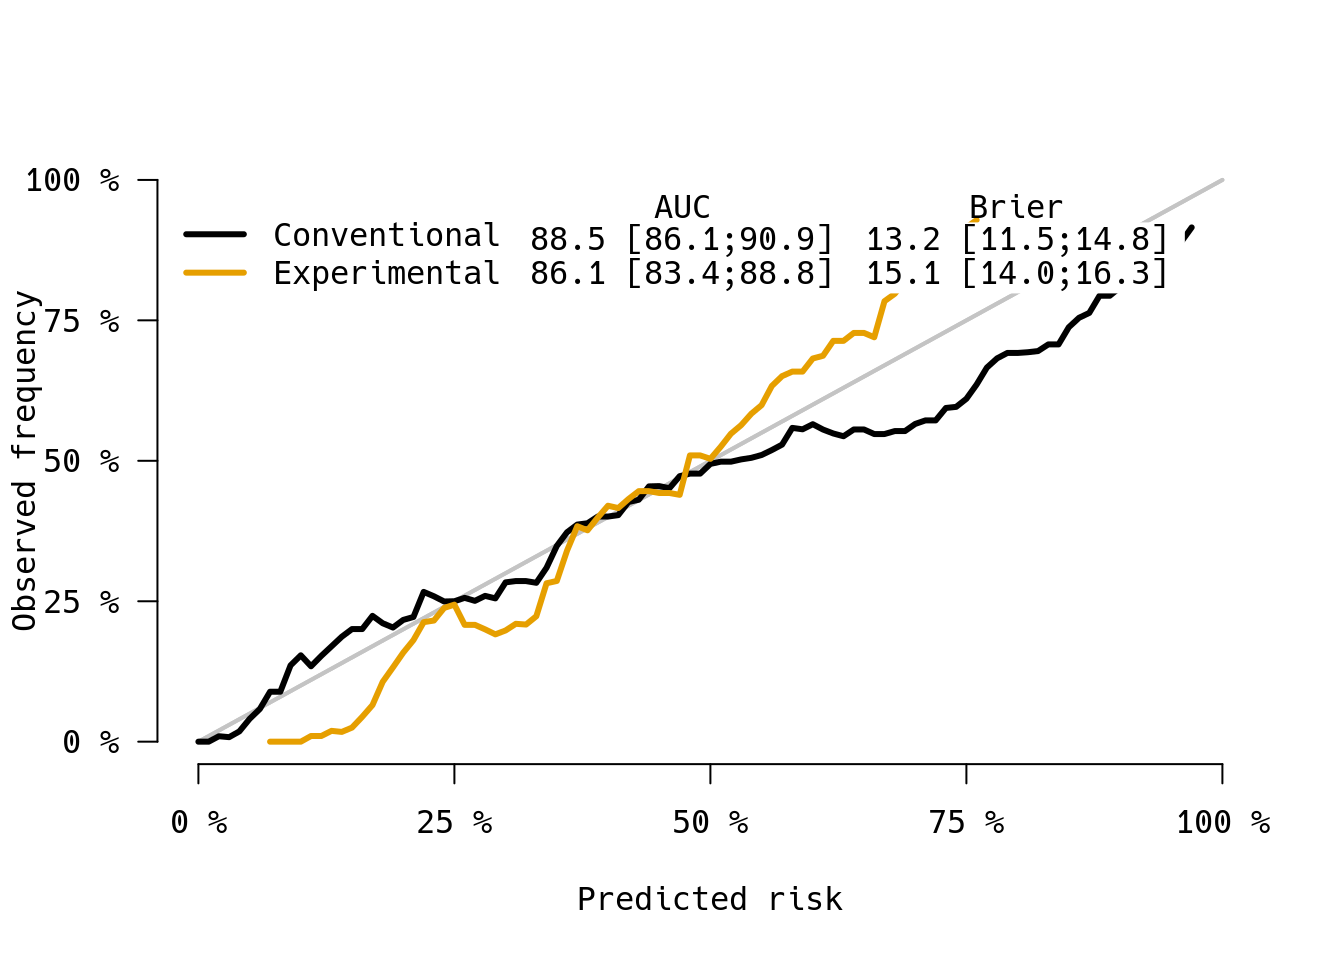 AUC Brier
Conventional 88.5 [86.1;90.9] 13.2 [11.5;14.8]
Experimental 86.1 [83.4;88.8] 15.1 [14.0;16.3]
Observed frequency
100 %
75 %
50 %
25 %
0 %
0 % 25 % 50 % 75 % 100 %
Predicted risk